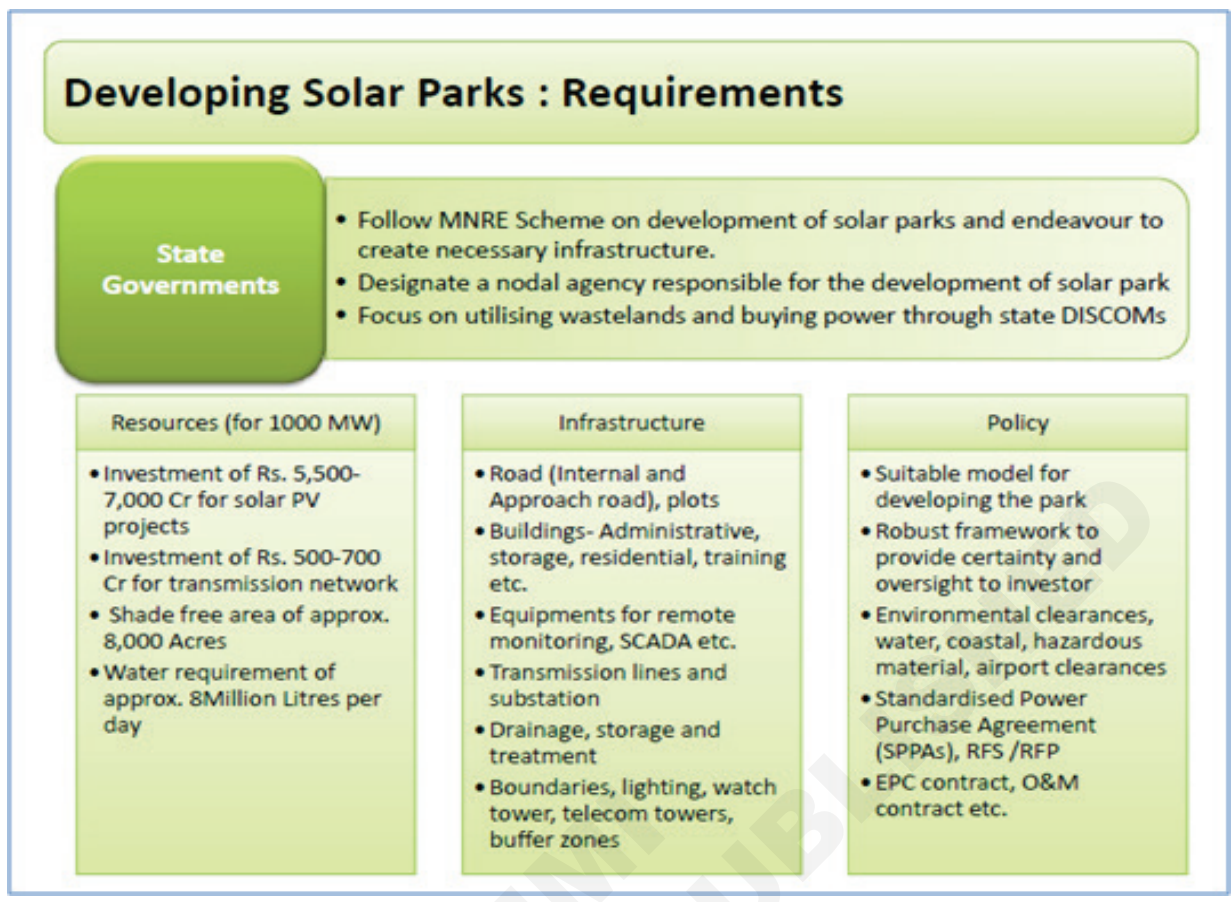 Developing Solar Parks : Requirements
State
Governments
• Follow MNRE Scheme on development of solar parks and endeavour to
create necessary infrastructure.
• Designate a nodal agency responsible for the development of solar park
• Focus on utilising wastelands and buying power through state DISCOMs
Resources (for 1000 MW)
• Investment of Rs. 5,500-
7,000 Cr for solar PV
projects
• Investment of Rs. 500-700
Cr for transmission network
• Shade free area of approx.
8,000 Acres
• Water requirement of
approx. 8Million Litres per
day
Infrastructure
• Road (Internal and
Approach road), plots
• Buildings- Administrative,
storage, residential, training
etc.
• Equipments for remote
monitoring, SCADA etc.
• Transmission lines and
substation
• Drainage, storage and
treatment
• Boundaries, lighting, watch
tower, telecom towers,
buffer zones
Policy
• Suitable model for
developing the park
• Robust framework to
provide certainty and
oversight to investor
• Environmental clearances,
water, coastal, hazardous
material, airport clearances
• Standardised Power
Purchase Agreement
(SPPAs), RFS /RFP
• EPC contract, O&M
contract etc.